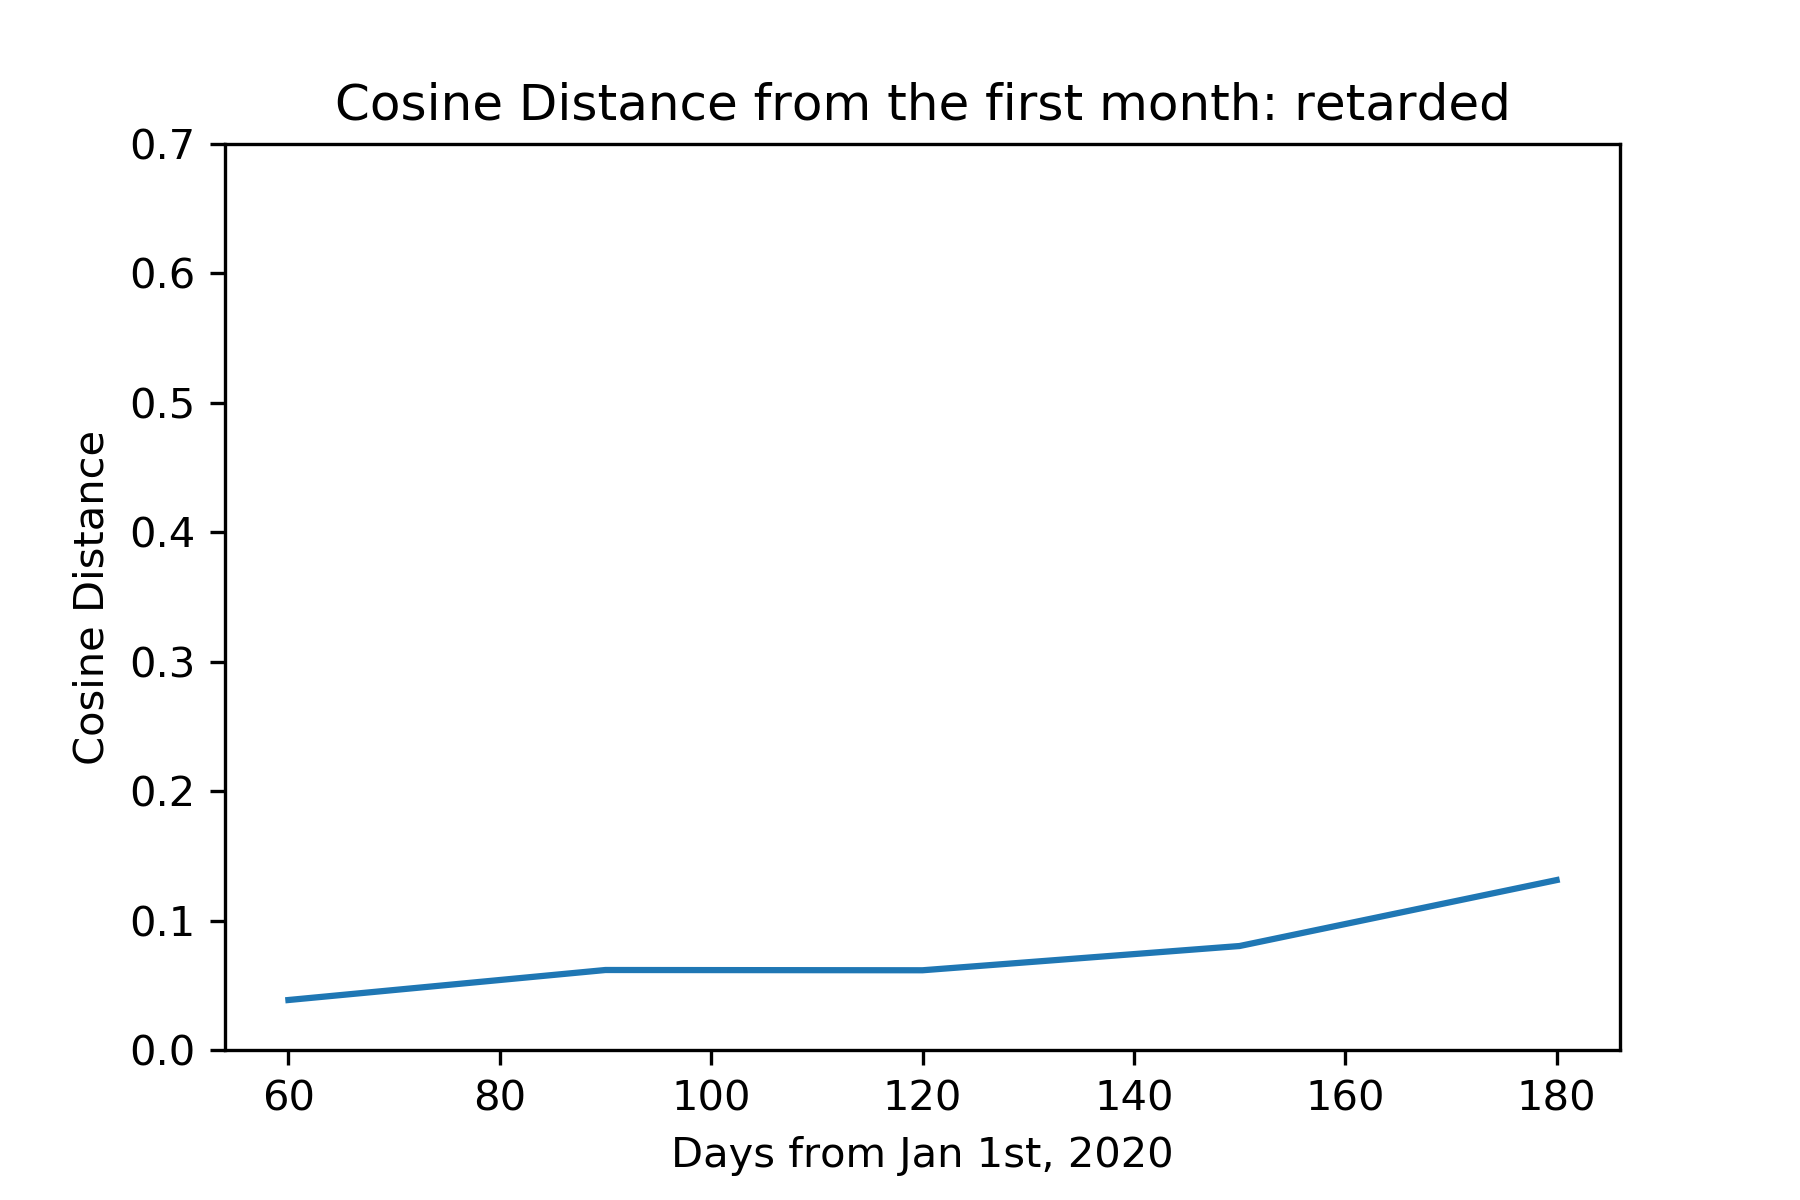 Cosine Distance from the first month: retarded
0.7
0.6
0.5
0.4
0.3
0.2
0.1
0.0
Cosine Distance
60 80 100 120 140 160 180
Days from Jan 1st, 2020